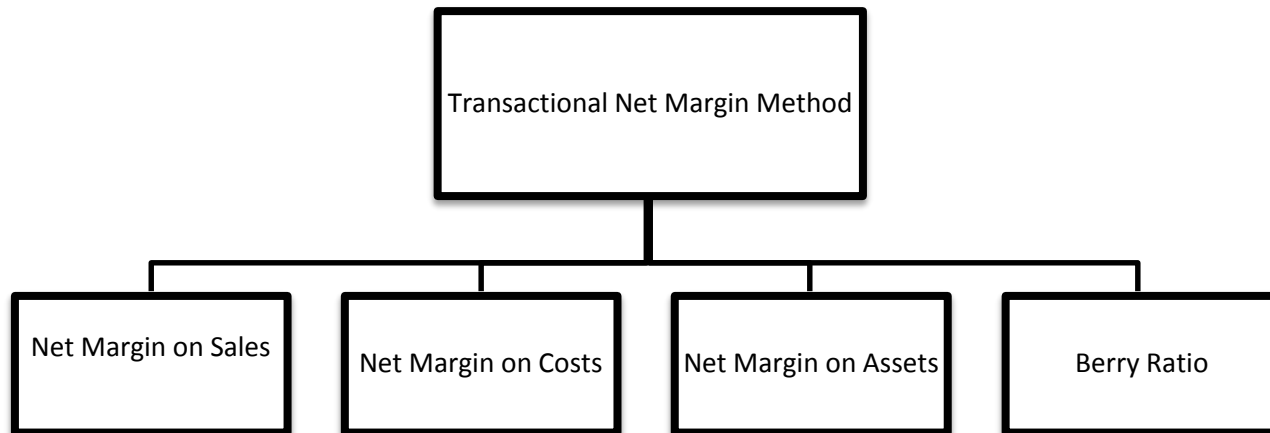 Transactional Net Margin Method
Net Margin on Sales
Net Margin on Costs
Net Margin on Assets
Berry Ratio